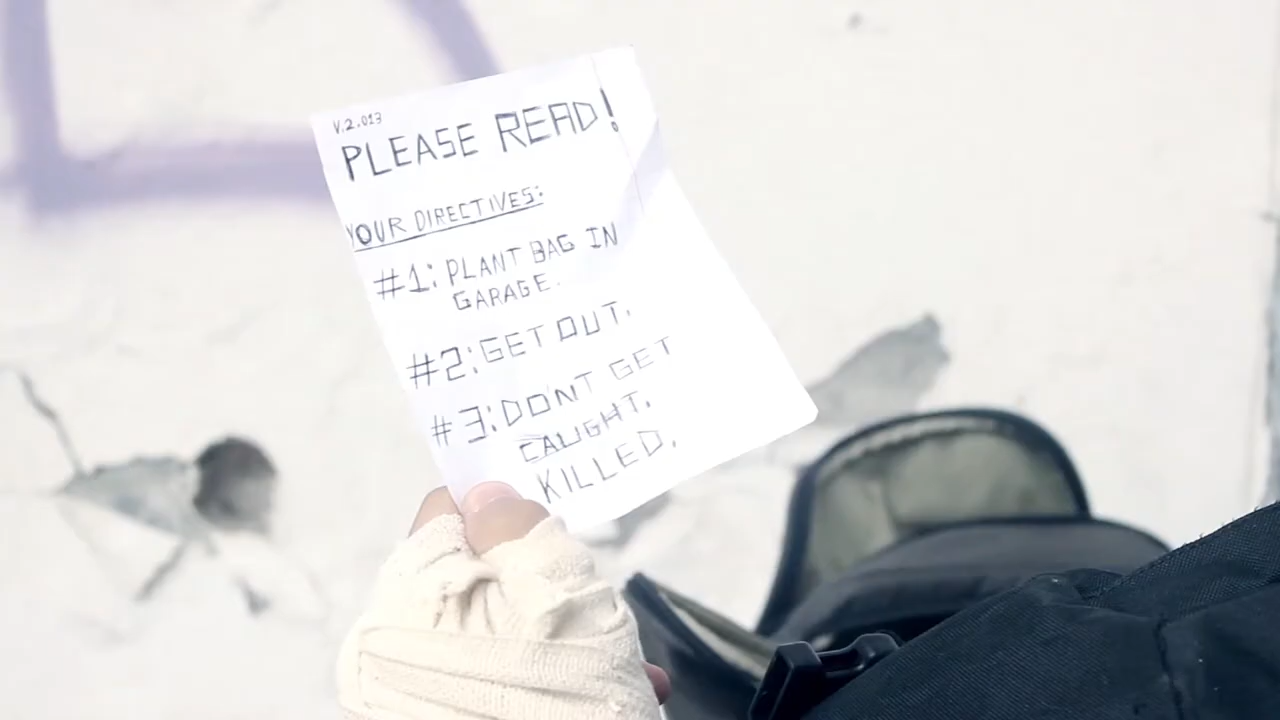 V.2.013
PLEASE READ!
YOUR DIRECTIVES:
#1: PLANT BAG IN
GARAGE.
#2: GET OUT.
#3: DON'T GET
CAUGHT.
KILLED.